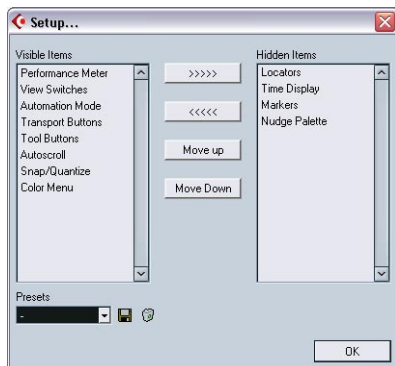 Setup...
Visible Items
Performance Meter
View Switches
Automation Mode
Transport Buttons
Tool Buttons
Autoscroll
Snap/Quantize
Color Menu
>>>>>
<<<<<
Move up
Move Down
Hidden Items
Locators
Time Display
Markers
Nudge Palette
Presets
-
OK